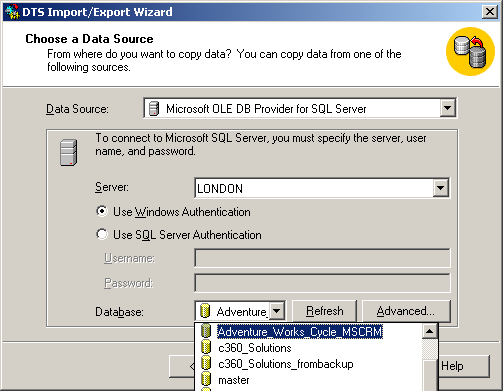 DTS Import/Export Wizard
Choose a Data Source
From where do you want to copy data? You can copy data from one of the
following sources.
Data Source: Microsoft OLE DB Provider for SQL Server
To connect to Microsoft SQL Server, you must specify the server, user
name, and password.
Server: LONDON
Use Windows Authentication
Use SQL Server Authentication
Username:
Password:
Database: Adventure_ Refresh Advanced...
Adventure_Works_Cycle_MSCRM
c360_Solutions
c360_Solutions_frombackup
master
< Help